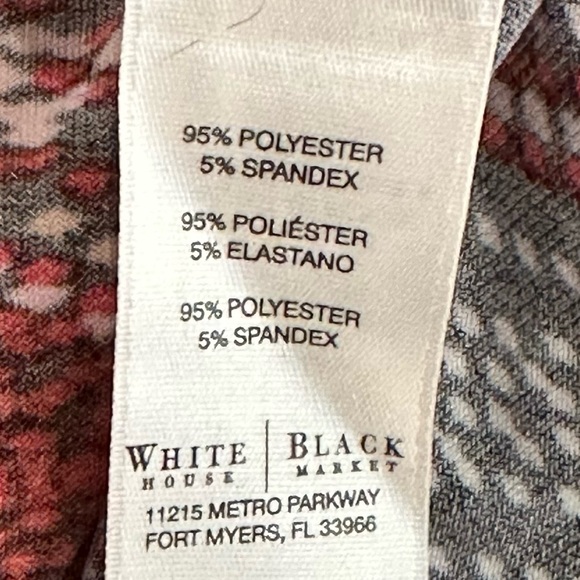 95% POLYESTER
5% SPANDEX
95% POLIÉSTER
5% ELASTANO
95% POLYESTER
5% SPANDEX
WHITE | BLACK
HOUSE MARKET
11215 METRO PARKWAY
FORT MYERS, FL 33966